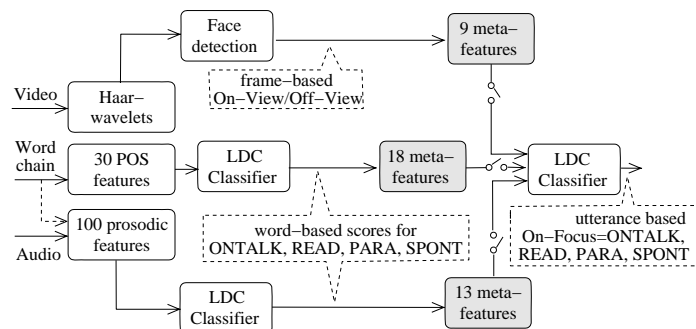 Face
detection
9 meta−
features
frame−based
On−View/Off−View
Video
Haar−
wavelets
Word
chain
30 POS
features
LDC
Classifier
18 meta−
features
LDC
Classifier
100 prosodic
features
Audio
word−based scores for
ONTALK, READ, PARA, SPONT
utterance based
On−Focus=ONTALK,
READ, PARA, SPONT
LDC
Classifier
13 meta−
features